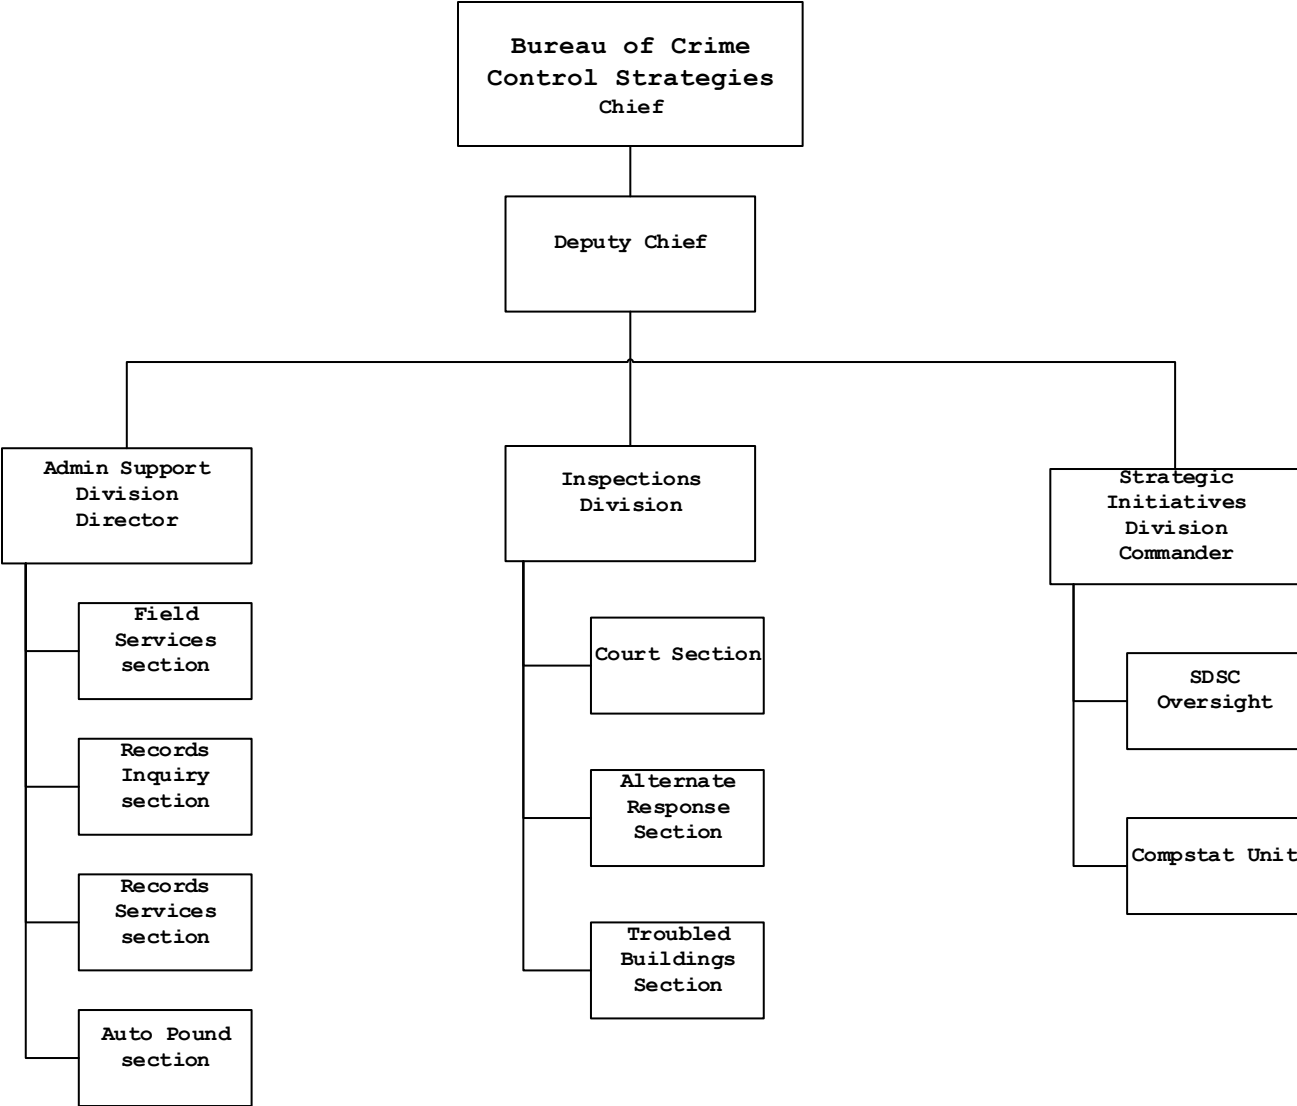 Bureau of Crime
Control Strategies
Chief
Deputy Chief
Admin Support
Division
Director
Inspections
Division
Strategic
Initiatives
Division
Commander
Field
Services
section
Court Section
SDSC
Oversight
Records
Inquiry
section
Alternate
Response
Section
Compstat Unit
Records
Services
section
Troubled
Buildings
Section
Auto Pound
section